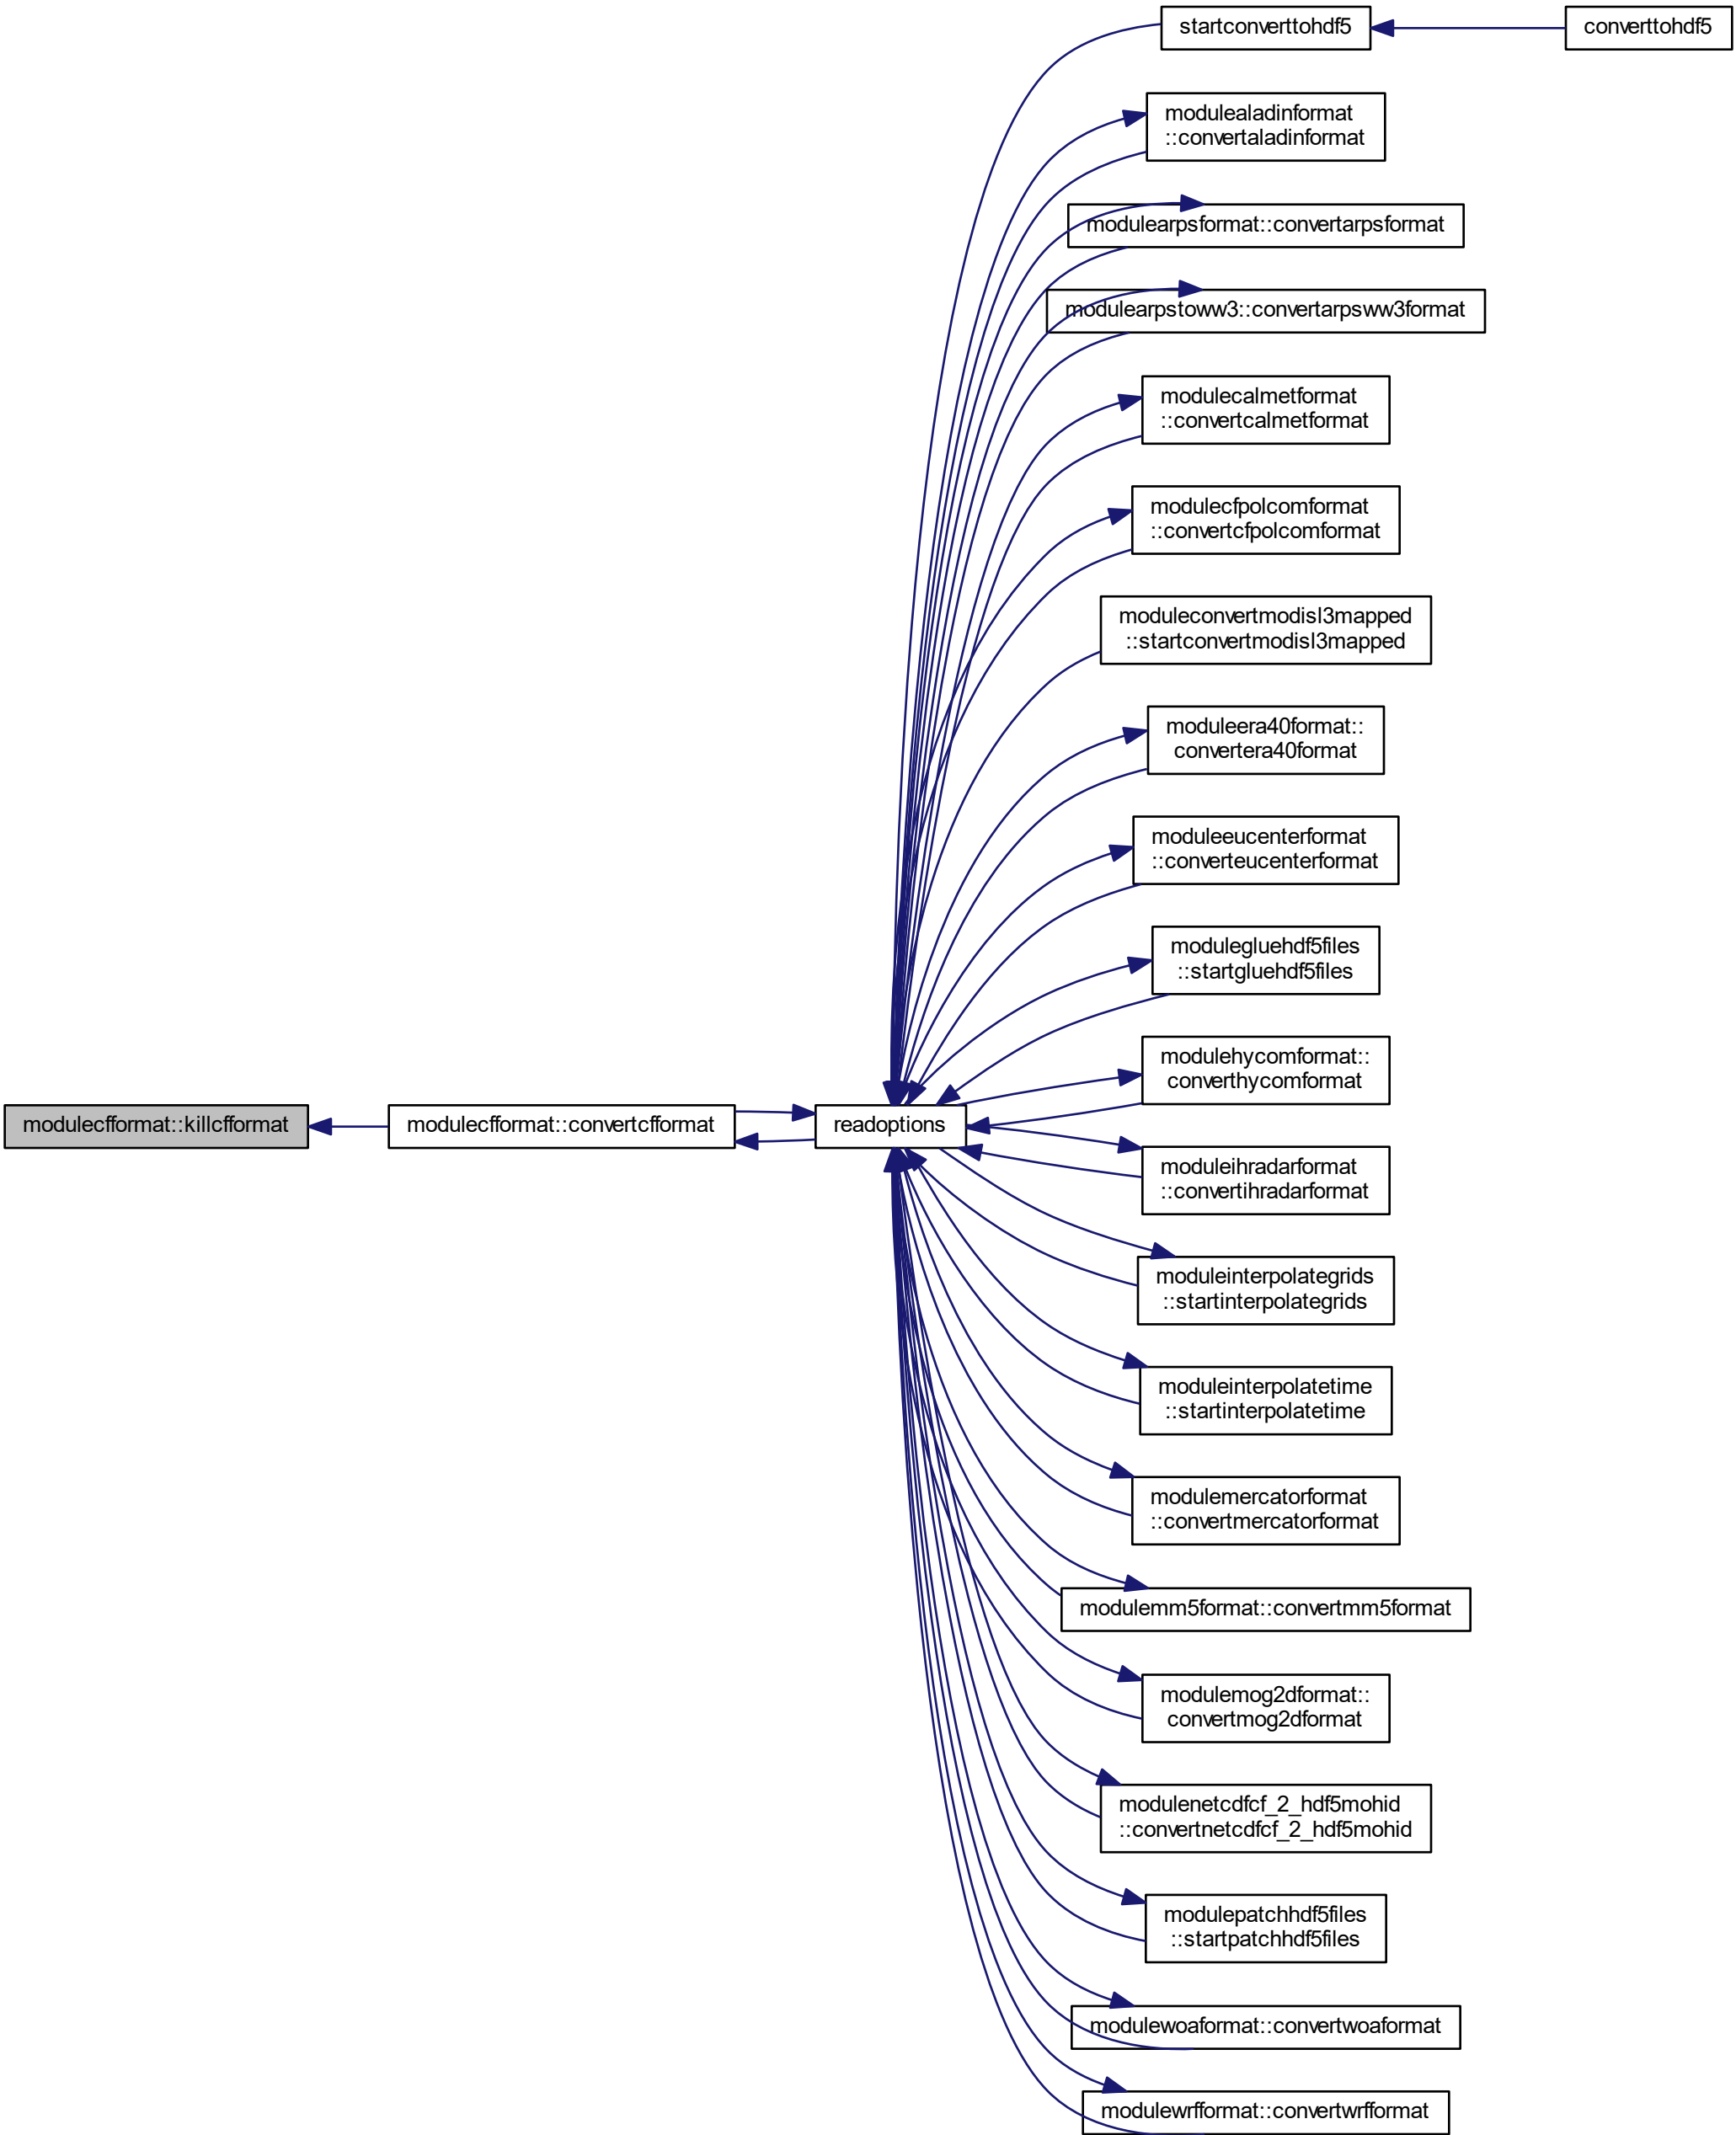 startconverttohdf5
converttohdf5
modulealadinformat
::convertaladinformat
modulearpsformat::convertarpsformat
modulearpstoww3::convertarpsww3format
modulecalmetformat
::convertcalmetformat
modulecfpolcomformat
::convertcfpolcomformat
moduleconvertmodisl3mapped
::startconvertmodisl3mapped
moduleera40format::
convertera40format
moduleeucenterformat
::converteucenterformat
modulegluehdf5files
::startgluehdf5files
modulehycomformat::
converthycomformat
modulecfformat::killcfformat
modulecfformat::convertcfformat
readoptions
moduleihradarformat
::convertihradarformat
moduleinterpolategrids
::startinterpolategrids
moduleinterpolatetime
::startinterpolatetime
modulemercatorformat
::convertmercatorformat
modulemm5format::convertmm5format
modulemog2dformat::
convertmog2dformat
modulenetcdfcf_2_hdf5mohid
::convertnetcdfcf_2_hdf5mohid
modulepatchhdf5files
::startpatchhdf5files
modulewoaformat::convertwoaformat
modulewrfformat::convertwrfformat